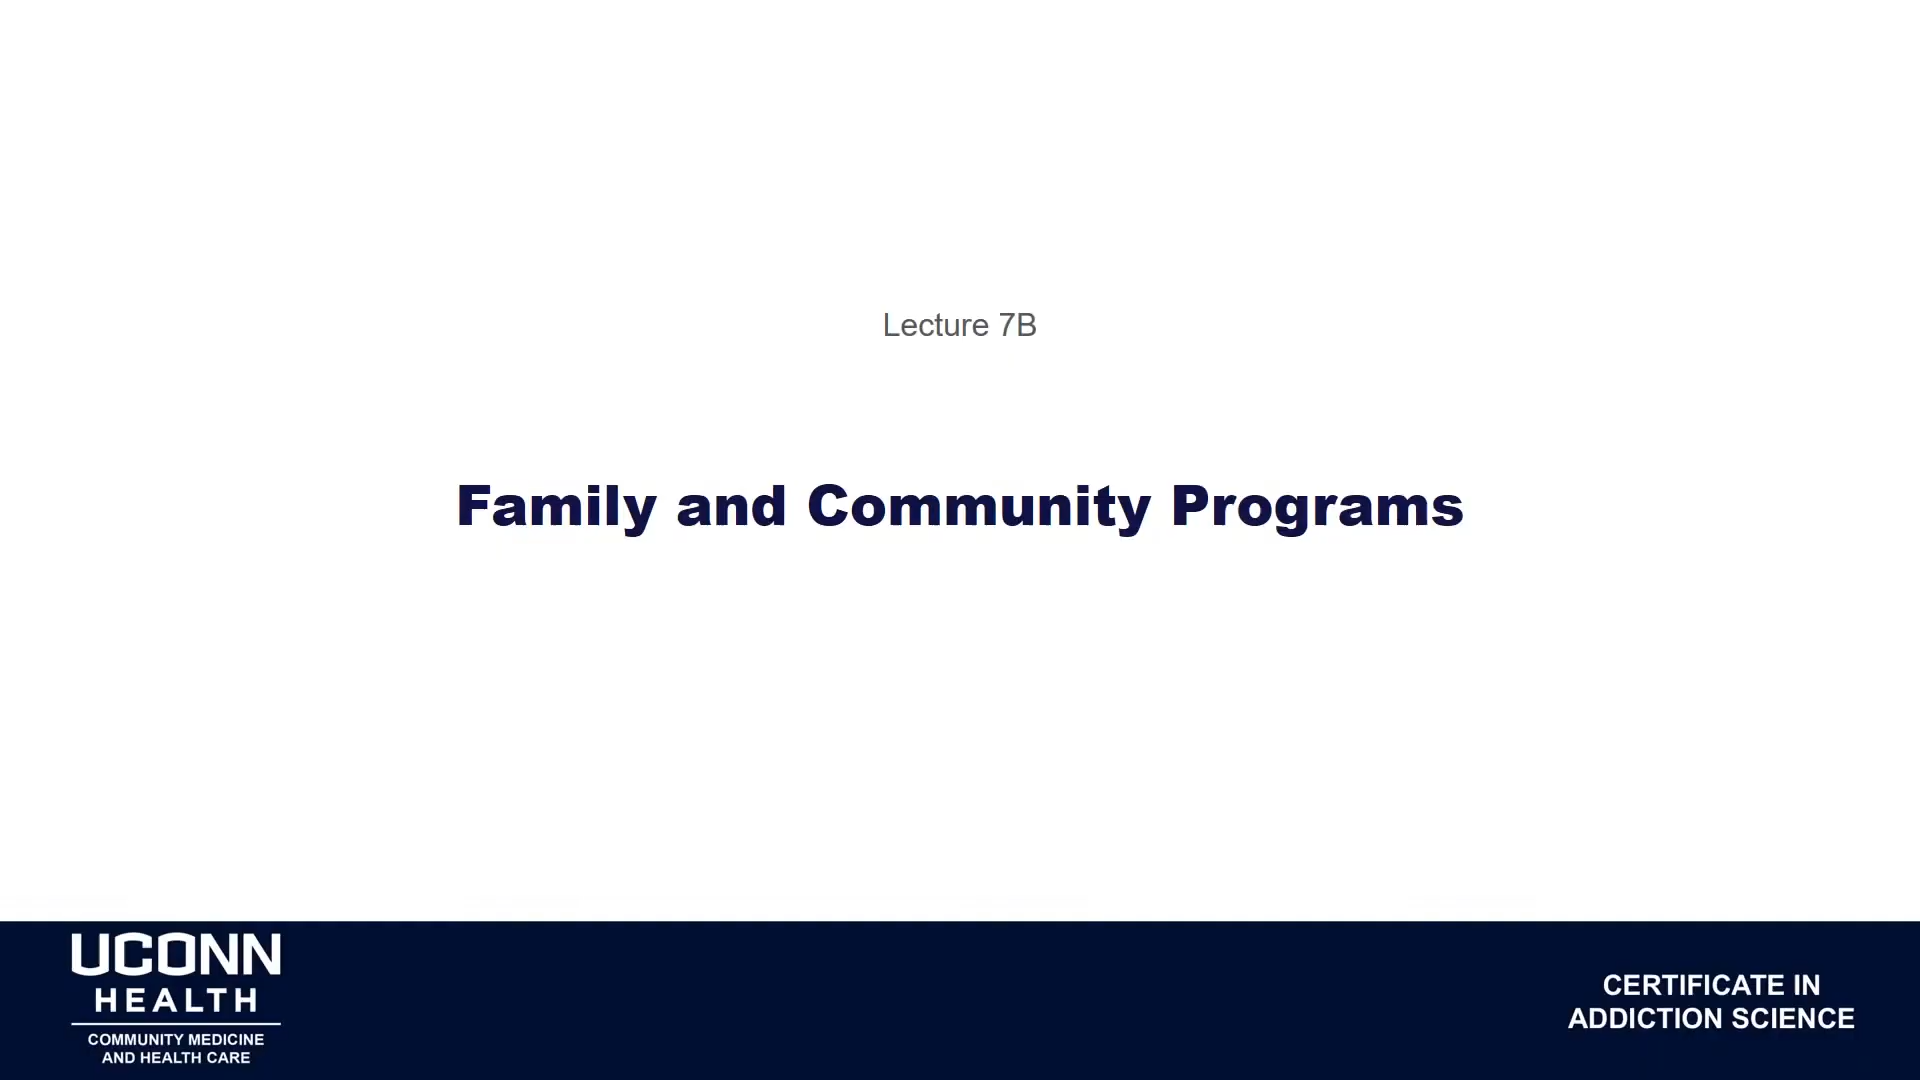 Lecture 7B
Family and Community Programs
UCONN
HEALTH
COMMUNITY MEDICINE
AND HEALTH CARE
CERTIFICATE IN
ADDICTION SCIENCE